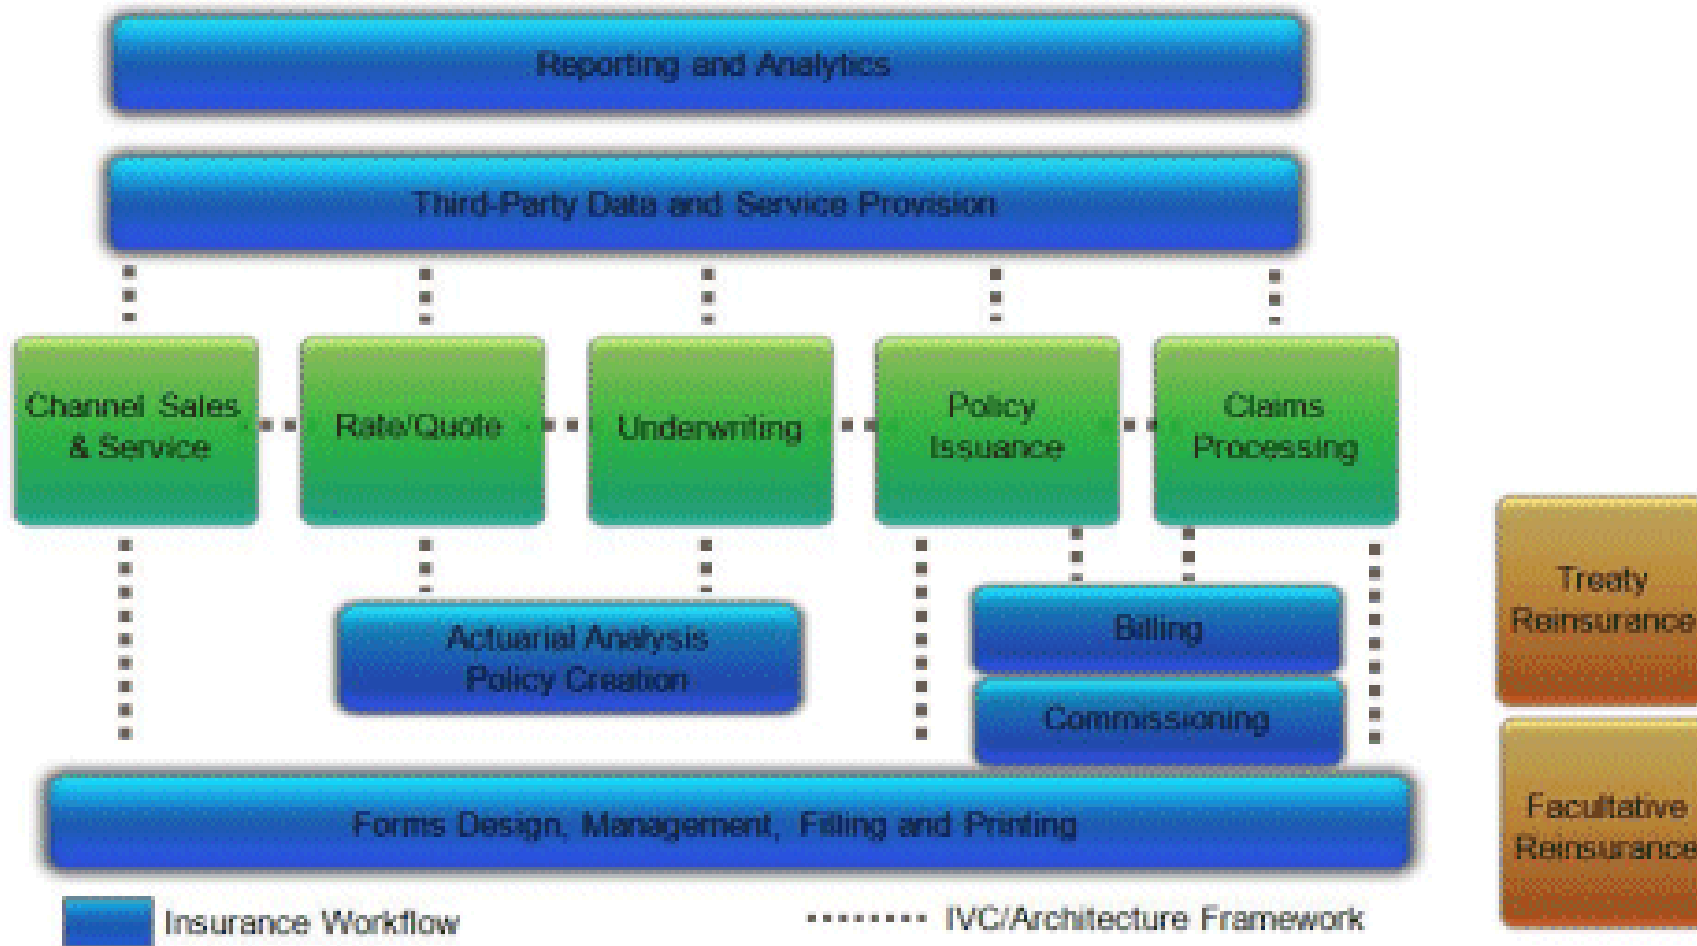 Reporting and Analytics
Third-Party Data and Service Provision
Channel Sales
& Service
Rate/Quote
Underwriting
Policy
Issuance
Claims
Processing
Treaty
Reinsurance
Actuarial Analysis
Policy Creation
Billing
Commissioning
Facultative
Reinsurance
Forms Design, Management, Filling and Printing
Insurance Workflow
IVC/Architecture Framework